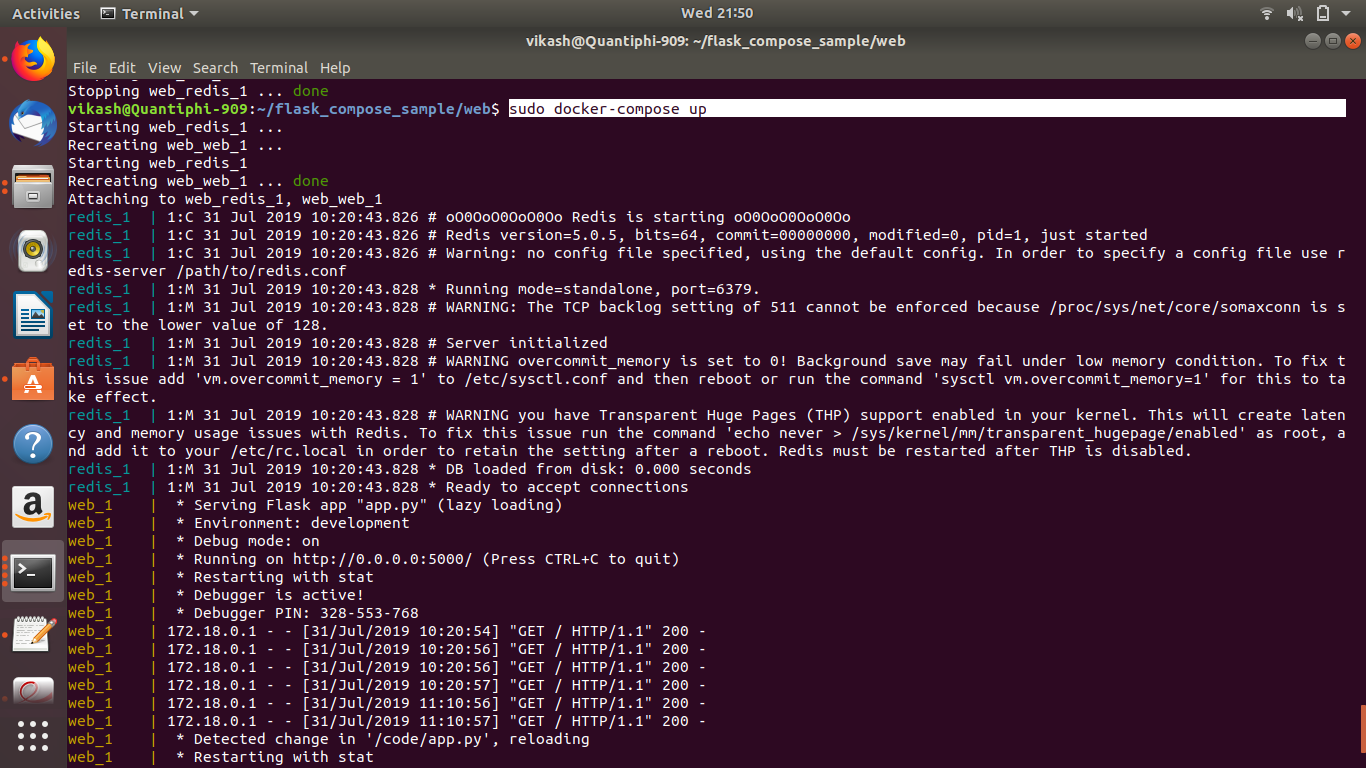 Activities
Terminal
Wed 21:50
vikash@Quantiphi-909: ~/flask_compose_sample/web
File Edit View Search Terminal Help
Stopping web_redis_1 ... done
vikash@Quantiphi-909:~/flask_compose_sample/web$ sudo docker-compose up
Starting web_redis_1 ...
Recreating web_web_1 ...
Starting web_redis_1
Recreating web_web_1 ... done
Attaching to web_redis_1, web_web_1
redis_1  | 1:C 31 Jul 2019 10:20:43.826 # oO0OoO0OoO0Oo Redis is starting oO0OoO0OoO0Oo
redis_1  | 1:C 31 Jul 2019 10:20:43.826 # Redis version=5.0.5, bits=64, commit=00000000, modified=0, pid=1, just started
redis_1  | 1:C 31 Jul 2019 10:20:43.826 # Warning: no config file specified, using the default config. In order to specify a config file use r
edis-server /path/to/redis.conf
redis_1  | 1:M 31 Jul 2019 10:20:43.828 * Running mode=standalone, port=6379.
redis_1  | 1:M 31 Jul 2019 10:20:43.828 # WARNING: The TCP backlog setting of 511 cannot be enforced because /proc/sys/net/core/somaxconn is s
et to the lower value of 128.
redis_1  | 1:M 31 Jul 2019 10:20:43.828 # Server initialized
redis_1  | 1:M 31 Jul 2019 10:20:43.828 # WARNING overcommit_memory is set to 0! Background save may fail under low memory condition. To fix t
his issue add 'vm.overcommit_memory = 1' to /etc/sysctl.conf and then reboot or run the command 'sysctl vm.overcommit_memory=1' for this to ta
ke effect.
redis_1  | 1:M 31 Jul 2019 10:20:43.828 # WARNING you have Transparent Huge Pages (THP) support enabled in your kernel. This will create laten
cy and memory usage issues with Redis. To fix this issue run the command 'echo never > /sys/kernel/mm/transparent_hugepage/enabled' as root, a
nd add it to your /etc/rc.local in order to retain the setting after a reboot. Redis must be restarted after THP is disabled.
redis_1  | 1:M 31 Jul 2019 10:20:43.828 * DB loaded from disk: 0.000 seconds
redis_1  | 1:M 31 Jul 2019 10:20:43.828 * Ready to accept connections
web_1    |  * Serving Flask app "app.py" (lazy loading)
web_1    |  * Environment: development
web_1    |  * Debug mode: on
web_1    |  * Running on http://0.0.0.0:5000/ (Press CTRL+C to quit)
web_1    |  * Restarting with stat
web_1    |  * Debugger is active!
web_1    |  * Debugger PIN: 328-553-768
web_1    | 172.18.0.1 - - [31/Jul/2019 10:20:54] "GET / HTTP/1.1" 200 -
web_1    | 172.18.0.1 - - [31/Jul/2019 10:20:56] "GET / HTTP/1.1" 200 -
web_1    | 172.18.0.1 - - [31/Jul/2019 10:20:56] "GET / HTTP/1.1" 200 -
web_1    | 172.18.0.1 - - [31/Jul/2019 10:20:57] "GET / HTTP/1.1" 200 -
web_1    | 172.18.0.1 - - [31/Jul/2019 11:10:56] "GET / HTTP/1.1" 200 -
web_1    | 172.18.0.1 - - [31/Jul/2019 11:10:57] "GET / HTTP/1.1" 200 -
web_1    |  * Detected change in '/code/app.py', reloading
web_1    |  * Restarting with stat